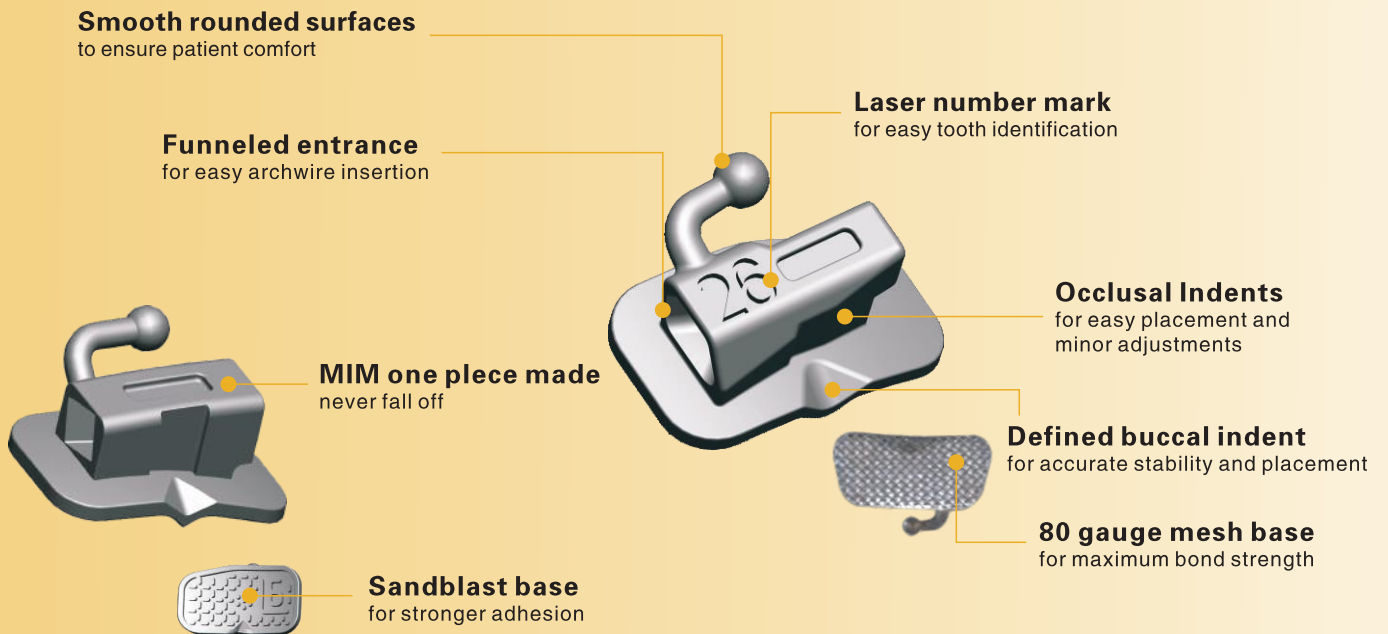 Smooth rounded surfaces
to ensure patient comfort
Laser number mark
for easy tooth identification
Funneled entrance
for easy archwire insertion
26
Occlusal Indents
for easy placement and
minor adjustments
MIM one plece made
never fall off
Defined buccal indent
for accurate stability and placement
80 gauge mesh base
for maximum bond strength
Sandblast base
for stronger adhesion